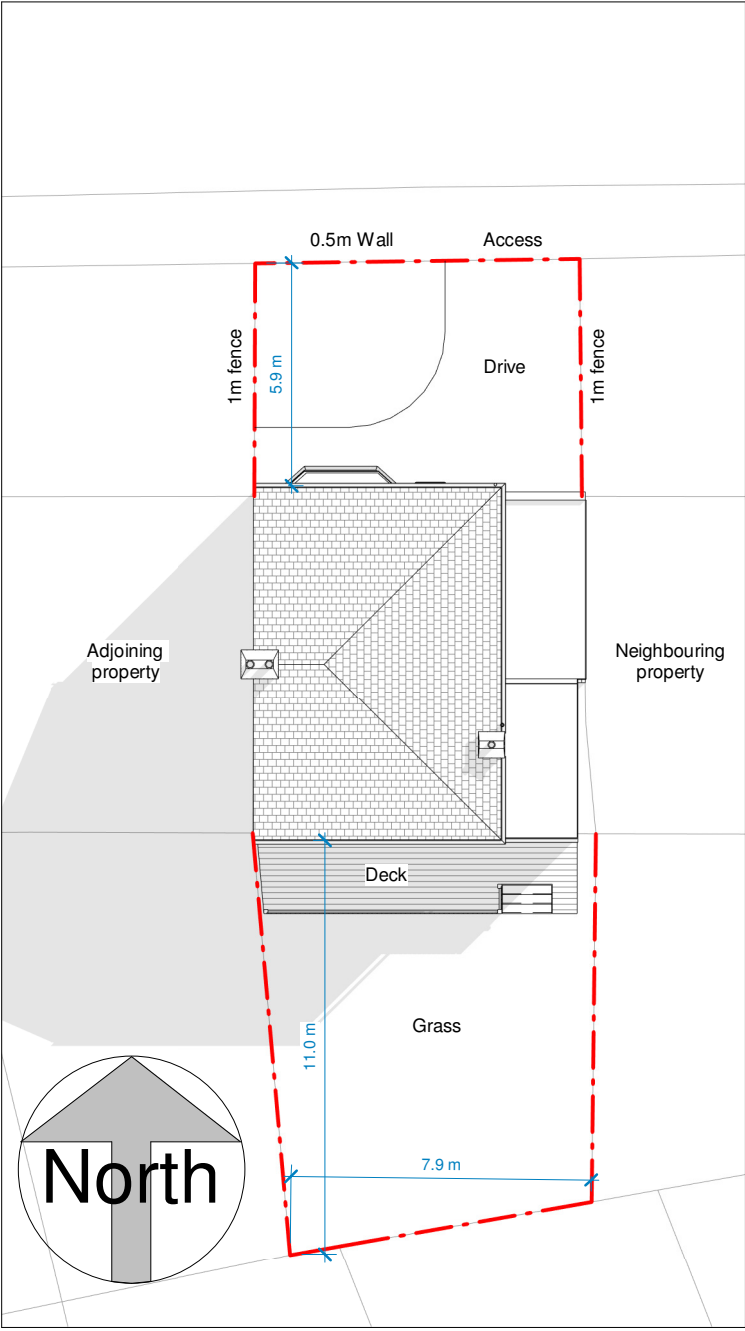 0.5m Wall
Access
1m fence
5.9 m
Drive
1m fence
Adjoining
property
Neighbouring
property
Deck
Grass
11.0 m
North
7.9 m